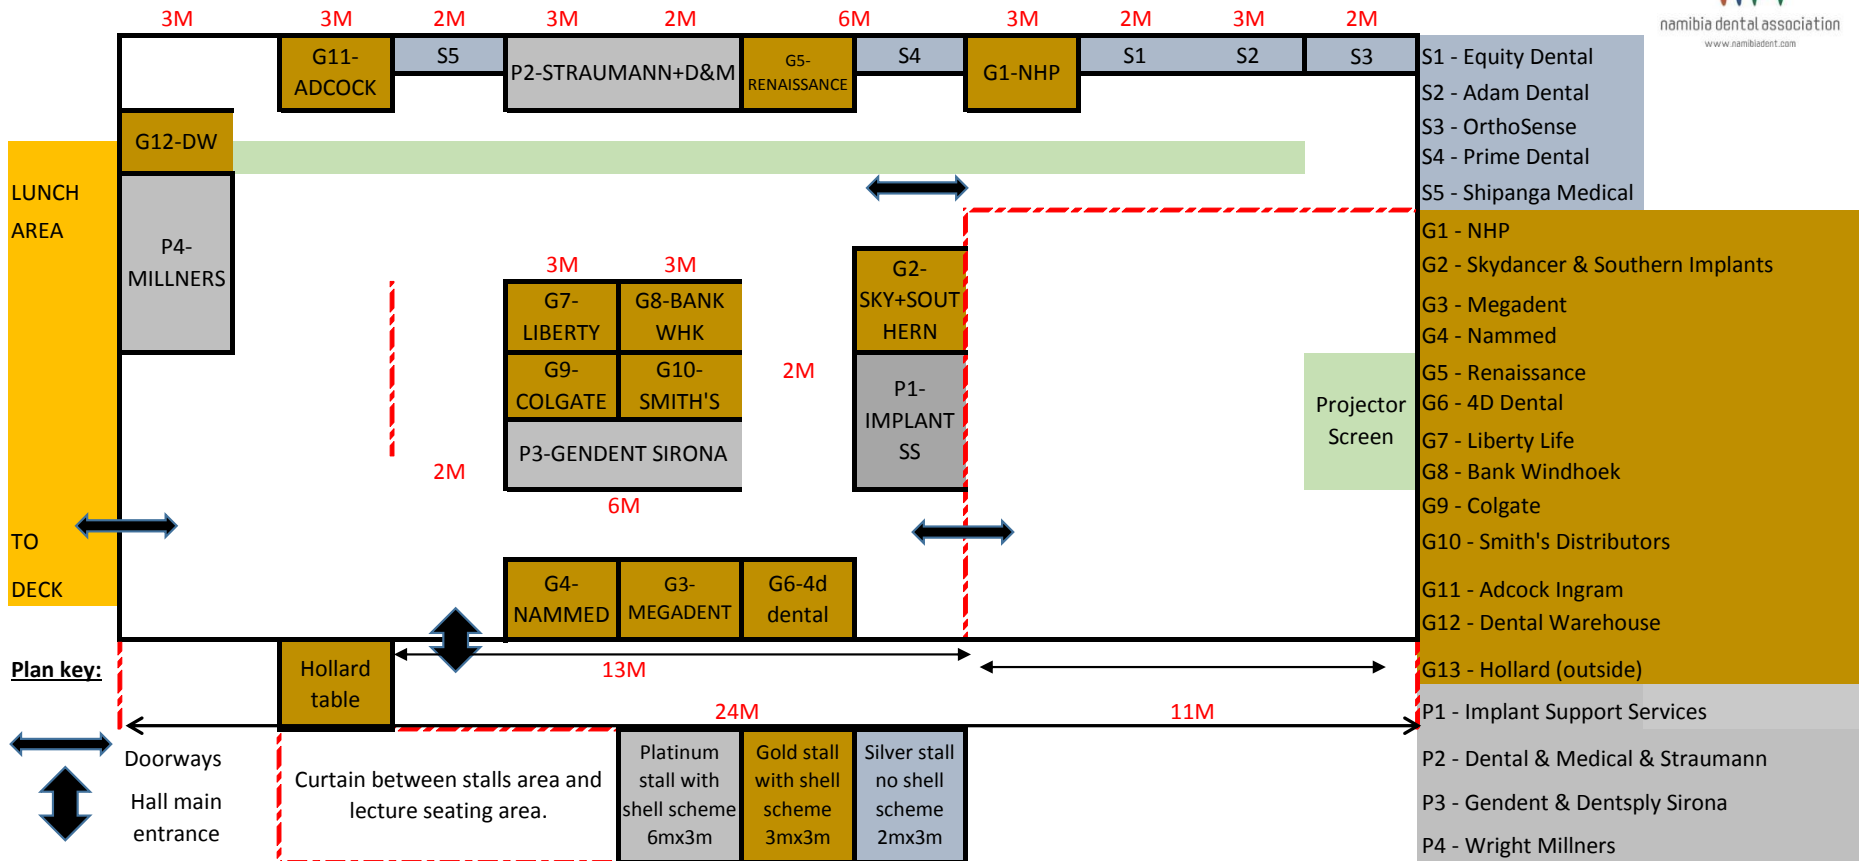 3M 3M 2M 3M 2M 6M 3M 2M 3M 2M
namibia dental association
www.namibiadent.com
G11-
ADCOCK
S5
P2-STRAUMANN+D&M
G5-
RENAISSANCE
S4
G1-NHP
S1
S2
S3
S1 - Equity Dental
S2 - Adam Dental
S3 - OrthoSense
S4 - Prime Dental
S5 - Shipanga Medical
G12-DW
LUNCH
AREA
P4-
MILLNERS
3M 3M
G7-
LIBERTY
G8-BANK
WHK
G2-
SKY+SOUT
HERN
G9-
COLGATE
G10-
SMITH'S
2M
P1-
IMPLANT
SS
P3-GENDENT SIRONA
2M
6M
Projector
Screen
G1 - NHP
G2 - Skydancer & Southern Implants
G3 - Megadent
G4 - Nammed
G5 - Renaissance
G6 - 4D Dental
G7 - Liberty Life
G8 - Bank Windhoek
G9 - Colgate
G10 - Smith's Distributors
G11 - Adcock Ingram
G12 - Dental Warehouse
G13 - Hollard (outside)
TO
DECK
G4-
NAMMED
G3-
MEGADENT
G6-4d
dental
Plan key:
Hollard
table
13M
24M
11M
P1 - Implant Support Services
P2 - Dental & Medical & Straumann
P3 - Gendent & Dentsply Sirona
P4 - Wright Millners
Doorways
Hall main
entrance
Curtain between stalls area and
lecture seating area.
Platinum
stall with
shell scheme
6mx3m
Gold stall
with shell
scheme
3mx3m
Silver stall
no shell
scheme
2mx3m